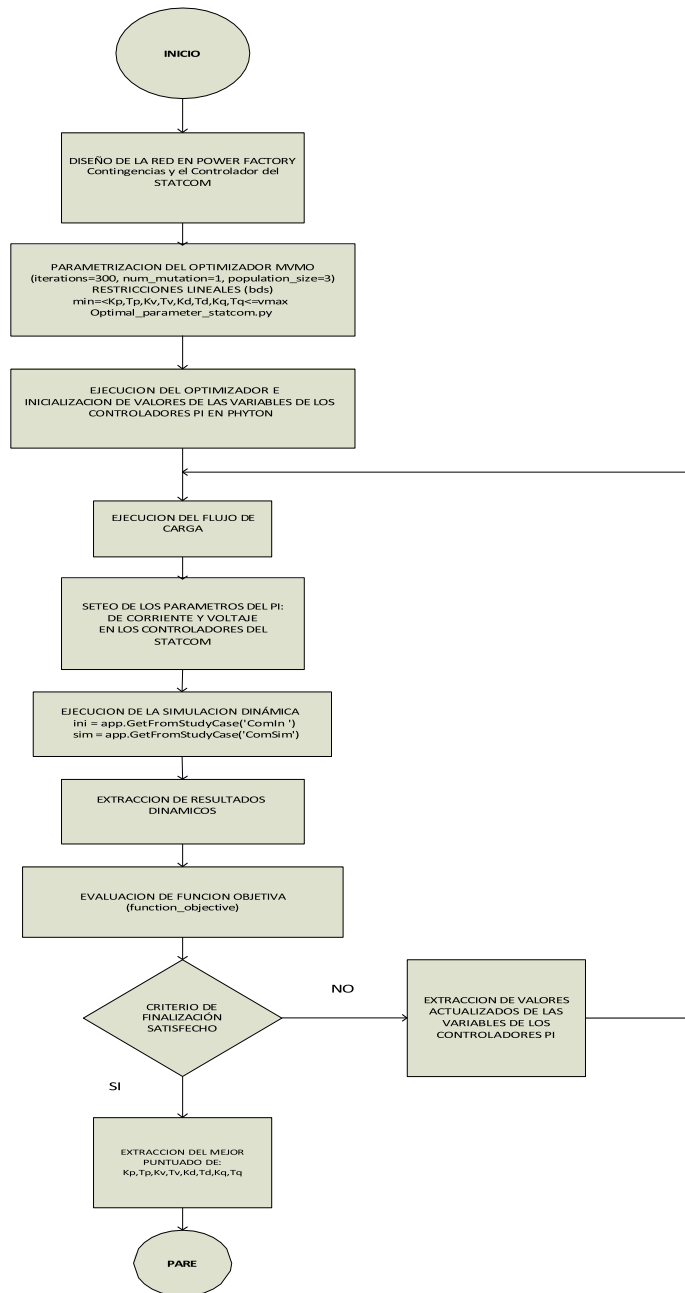 INICIO
DISEÑO DE LA RED EN POWER FACTORY
Contingencias y el Controlador del
STATCOM
PARAMETRIZACION DEL OPTIMIZADOR MVMO
(iterations=300, num_mutation=1, population_size=3)
RESTRICCIONES LINEALES (bds)
min=<Kp,Tp,Kv,Tv,Kd,Td,Kq,Tq<=vmax
Optimal_parameter_statcom.py
EJECUCION DEL OPTIMIZADOR E
INICIALIZACION DE VALORES DE LAS VARIABLES DE LOS
CONTROLADORES PI EN PHYTON
EJECUCION DEL FLUJO DE
CARGA
SETEO DE LOS PARAMETROS DEL PI:
DE CORRIENTE Y VOLTAJE
EN LOS CONTROLADORES DEL
STATCOM
EJECUCION DE LA SIMULACION DINÁMICA
ini = app.GetFromStudyCase('ComIn ')
sim = app.GetFromStudyCase('ComSim')
EXTRACCION DE RESULTADOS
DINAMICOS
EVALUACION DE FUNCION OBJETIVA
(function_objective)
CRITERIO DE
FINALIZACIÓN
SATISFECHO
NO
EXTRACCION DE VALORES
ACTUALIZADOS DE LAS
VARIABLES DE LOS
CONTROLADORES PI
SI
EXTRACCION DEL MEJOR
PUNTUADO DE:
Kp,Tp,Kv,Tv,Kd,Td,Kq,Tq
PARE